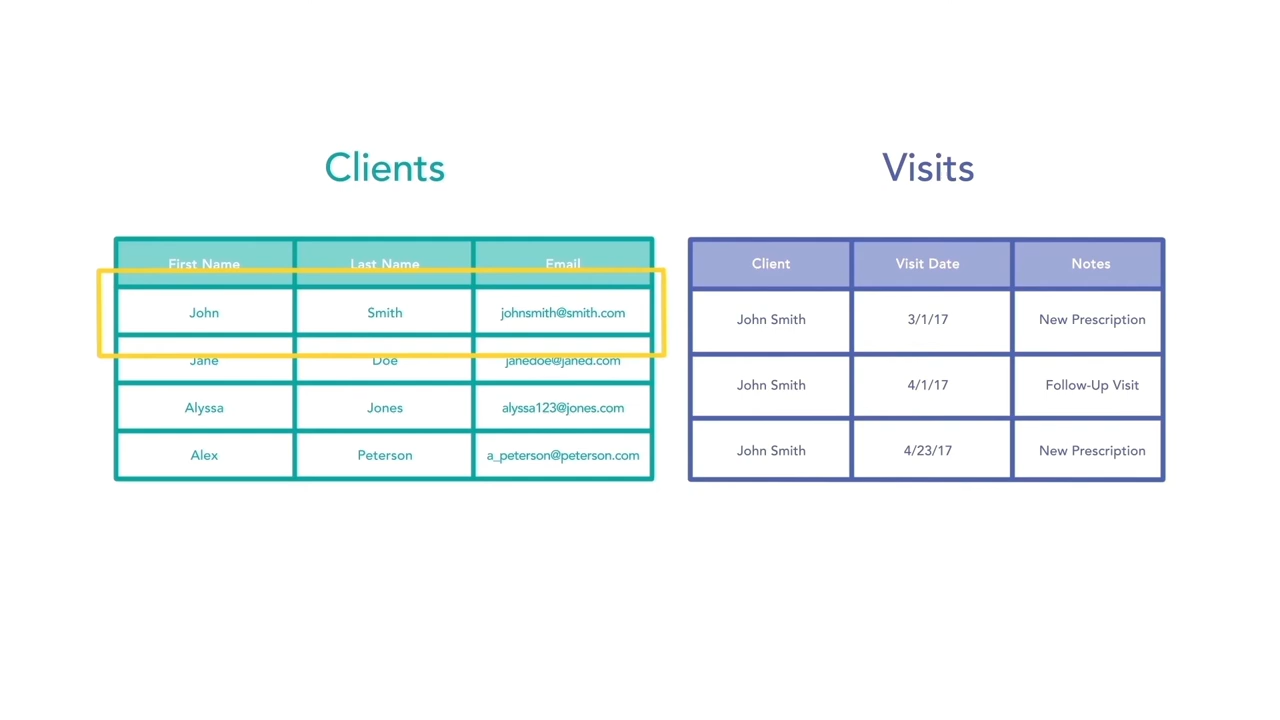 Clients
First Name Last Name Email
John Smith johnsmith@smith.com
Jane Doe janedoe@janed.com
Alyssa Jones alyssa123@jones.com
Alex Peterson a_peterson@peterson.com
Visits
Client Visit Date Notes
John Smith 3/1/17 New Prescription
John Smith 4/1/17 Follow-Up Visit
John Smith 4/23/17 New Prescription